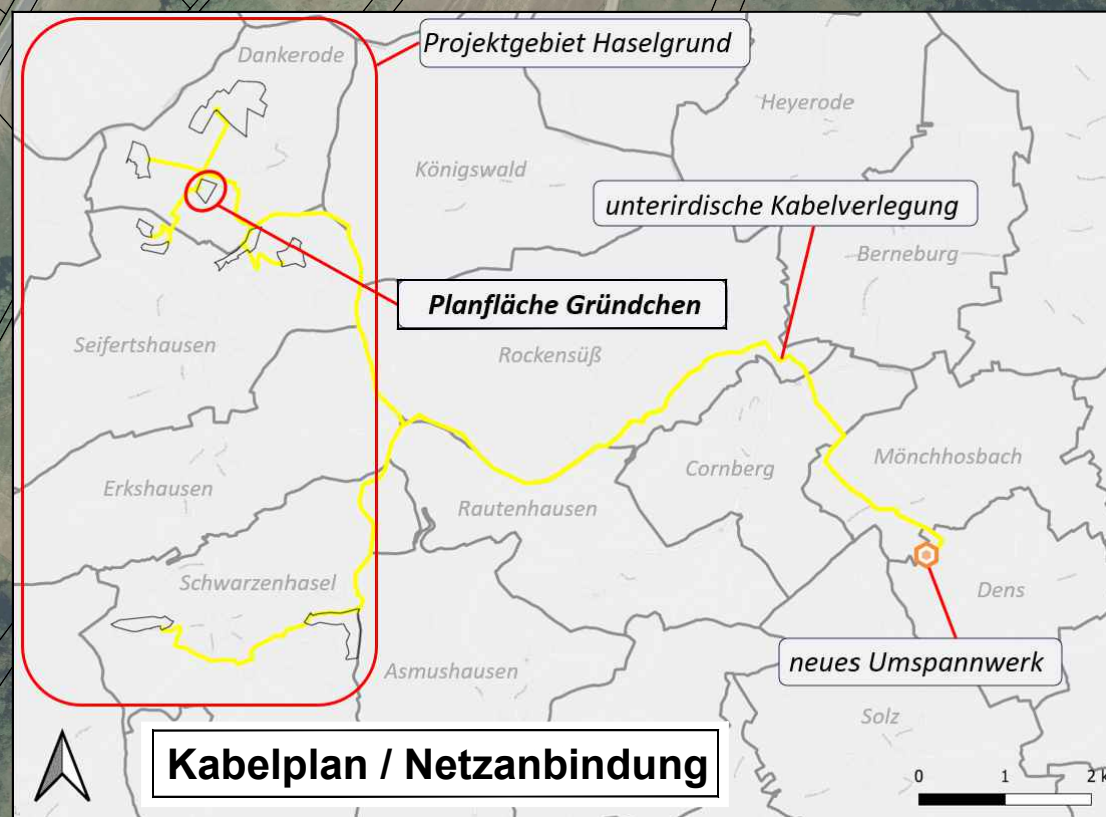 Projektgebiet Haselgrund
Dankerode
Heyerode
Königswald
unterirdische Kabelverlegung
Berneburg
Planfläche Gründchen
Seifertshausen
Rockensüß
Mönchhosbach
Cornberg
Erkshausen
Rautenhausen
Schwarzenhasel
Dens
neues Umspannwerk
Asmushausen
Solz
Kabelplan / Netzanbindung
0 1 2 k